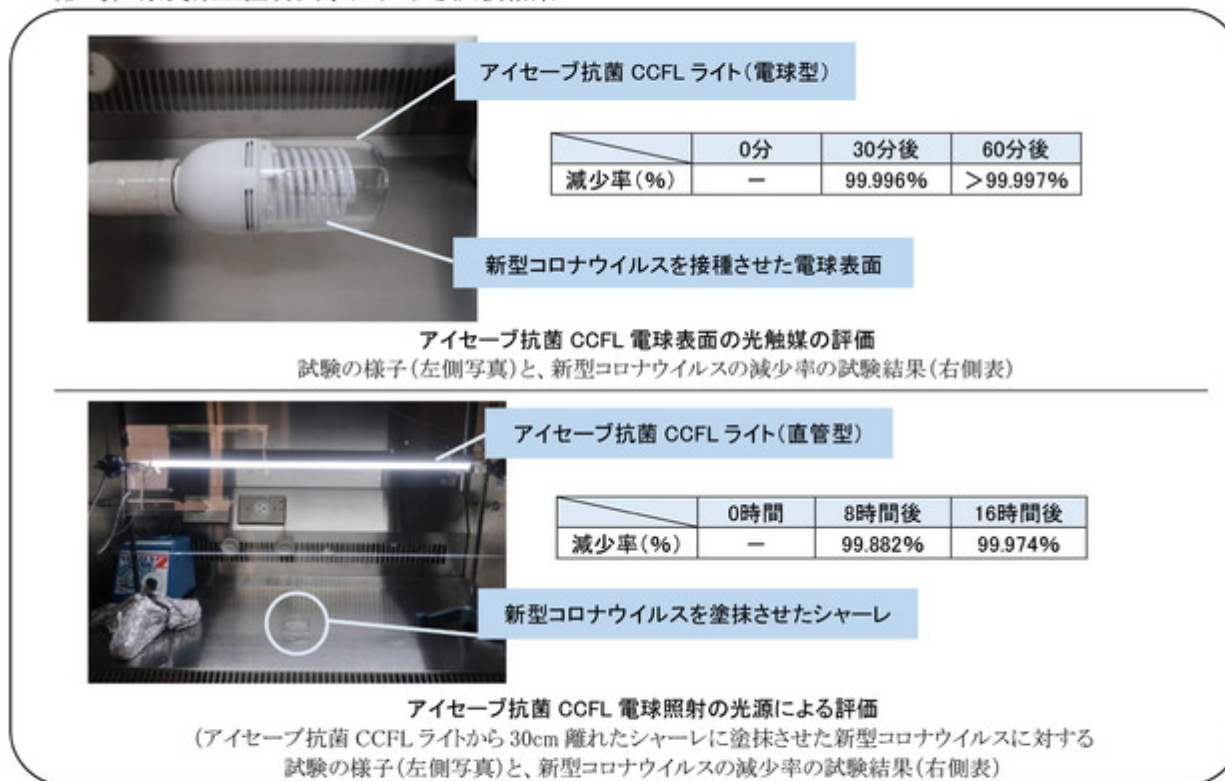 アイセーブ抗菌 CCFL ライト(電球型)
0分 30分後 60分後
減少率(%) － 99.996% ＞99.997%
新型コロナウイルスを接種させた電球表面
アイセーブ抗菌 CCFL 電球表面の光触媒の評価
試験の様子(左側写真)と、新型コロナウイルスの減少率の試験結果(右側表)
アイセーブ抗菌 CCFL ライト(直管型)
0時間 8時間後 16時間後
減少率(%) － 99.882% 99.974%
新型コロナウイルスを塗抹させたシャーレ
アイセーブ抗菌 CCFL 電球照射の光源による評価
(アイセーブ抗菌 CCFL ライトから 30cm 離れたシャーレに塗抹させた新型コロナウイルスに対する
試験の様子(左側写真)と、新型コロナウイルスの減少率の試験結果(右側表)